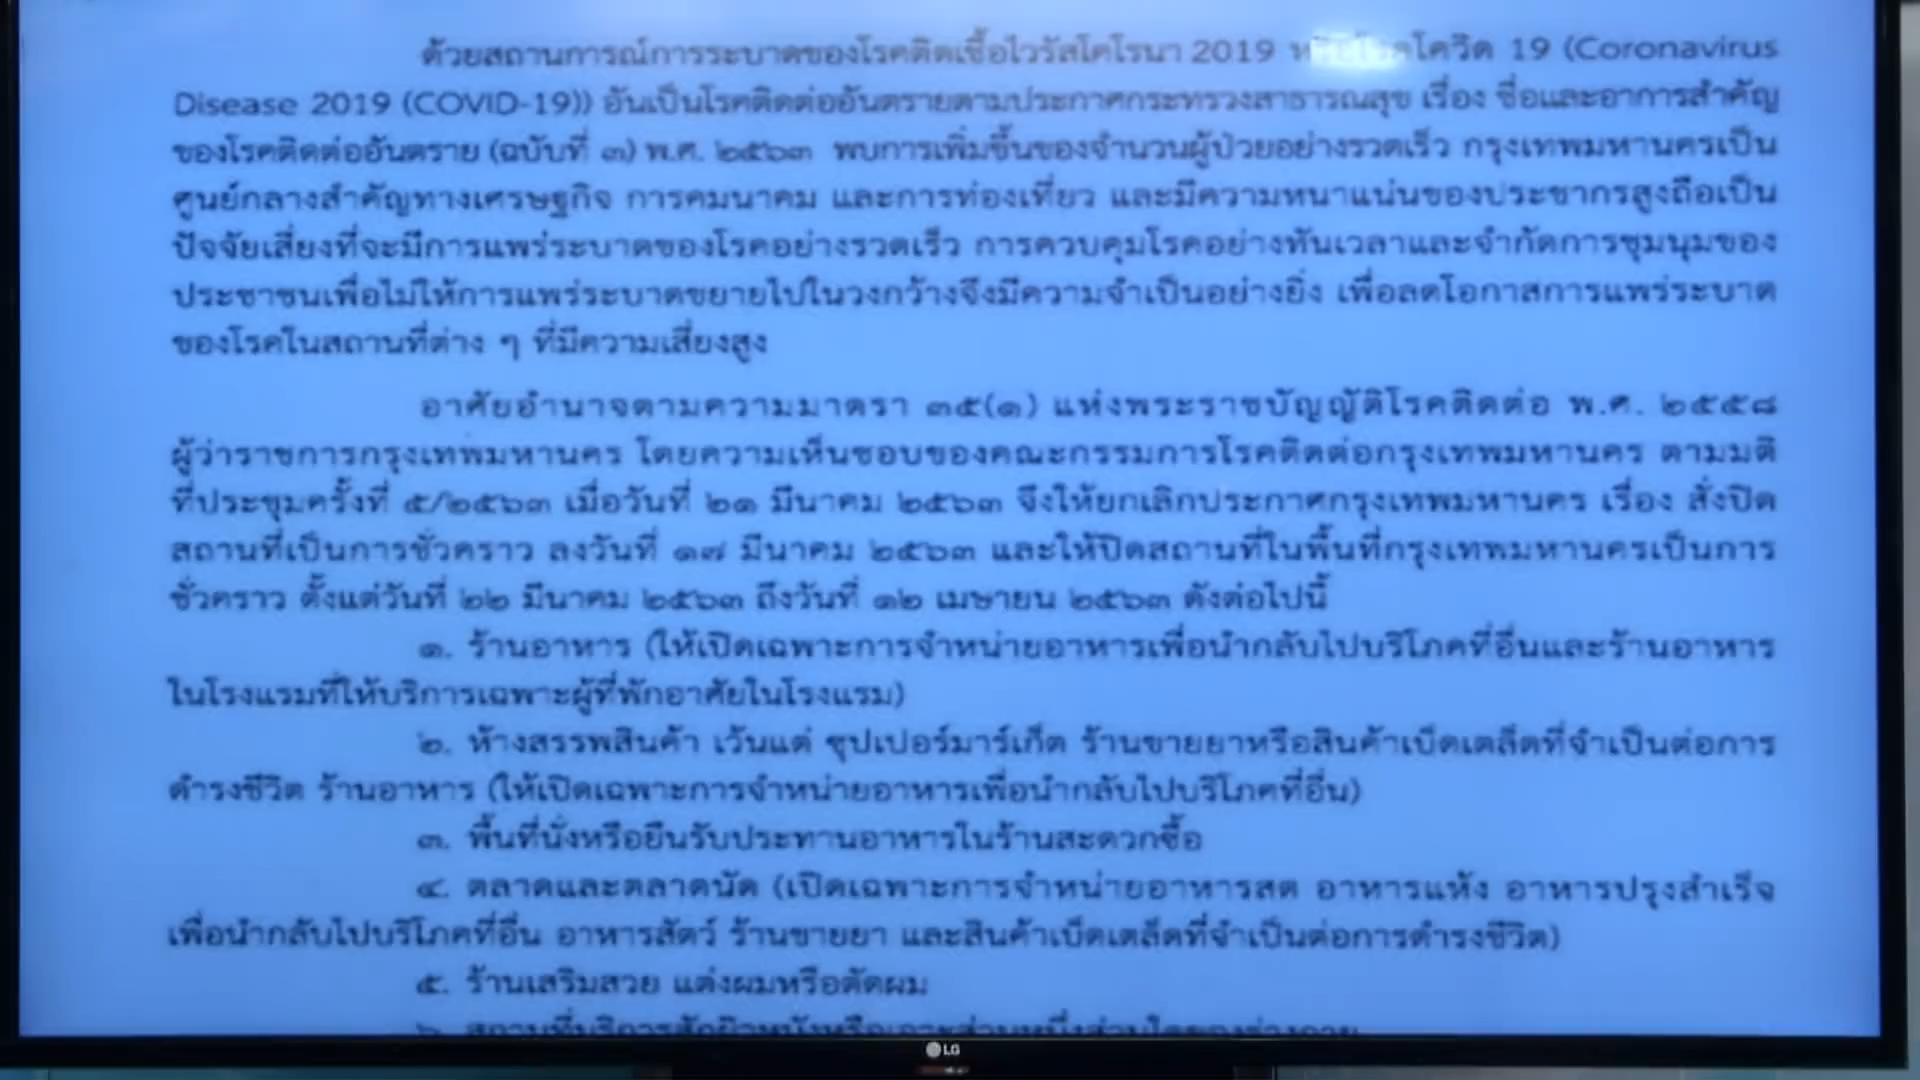 ด้วยสถานการณ์การระบาดของโรคติดเชื้อไวรัสโคโรนา 2019 หรือโรคโควิด 19 (Coronavirus
Disease 2019 (COVID-19)) อันเป็นโรคติดต่ออันตรายตามประกาศกระทรวงสาธารณสุข เรื่อง ชื่อและอาการสำคัญ
ของโรคติดต่ออันตราย (ฉบับที่ ๓) พ.ศ. ๒๕๖๓ พบการเพิ่มขึ้นของจำนวนผู้ป่วยอย่างรวดเร็ว กรุงเทพมหานครเป็น
ศูนย์กลางสำคัญทางเศรษฐกิจ การคมนาคม และการท่องเที่ยว และมีความหนาแน่นของประชากรสูงถือเป็น
ปัจจัยเสี่ยงที่จะมีการแพร่ระบาดของโรคอย่างรวดเร็ว การควบคุมโรคอย่างทันเวลาและจำกัดการชุมนุมของ
ประชาชนเพื่อไม่ให้การแพร่ระบาดขยายไปในวงกว้างจึงมีความจำเป็นอย่างยิ่ง เพื่อลดโอกาสการแพร่ระบาด
ของโรคในสถานที่ต่าง ๆ ที่มีความเสี่ยงสูง
อาศัยอำนาจตามความมาตรา ๓๕(๑) แห่งพระราชบัญญัติโรคติดต่อ พ.ศ. ๒๕๕๘
ผู้ว่าราชการกรุงเทพมหานคร โดยความเห็นชอบของคณะกรรมการโรคติดต่อกรุงเทพมหานคร ตามมติ
ที่ประชุมครั้งที่ ๕/๒๕๖๓ เมื่อวันที่ ๒๑ มีนาคม ๒๕๖๓ จึงให้ยกเลิกประกาศกรุงเทพมหานคร เรื่อง สั่งปิด
สถานที่เป็นการชั่วคราว ลงวันที่ ๑๗ มีนาคม ๒๕๖๓ และให้ปิดสถานที่ในพื้นที่กรุงเทพมหานครเป็นการ
ชั่วคราว ตั้งแต่วันที่ ๒๒ มีนาคม ๒๕๖๓ ถึงวันที่ ๑๒ เมษายน ๒๕๖๓ ดังต่อไปนี้
๑. ร้านอาหาร (ให้เปิดเฉพาะการจำหน่ายอาหารเพื่อนำกลับไปบริโภคที่อื่นและร้านอาหาร
ในโรงแรมที่ให้บริการเฉพาะผู้ที่พักอาศัยในโรงแรม)
๒. ห้างสรรพสินค้า เว้นแต่ ซุปเปอร์มาร์เก็ต ร้านขายยาหรือสินค้าเบ็ดเตล็ดที่จำเป็นต่อการ
ดำรงชีวิต ร้านอาหาร (ให้เปิดเฉพาะการจำหน่ายอาหารเพื่อนำกลับไปบริโภคที่อื่น)
๓. พื้นที่นั่งหรือยืนรับประทานอาหารในร้านสะดวกซื้อ
๔. ตลาดและตลาดนัด (เปิดเฉพาะการจำหน่ายอาหารสด อาหารแห้ง อาหารปรุงสำเร็จ
เพื่อนำกลับไปบริโภคที่อื่น อาหารสัตว์ ร้านขายยา และสินค้าเบ็ดเตล็ดที่จำเป็นต่อการดำรงชีวิต)
๕. ร้านเสริมสวย แต่งผมหรือตัดผม
๖. สถานที่บริการสักผิวหนังหรือเจาะส่วนหนึ่งส่วนใดของร่างกาย
LG